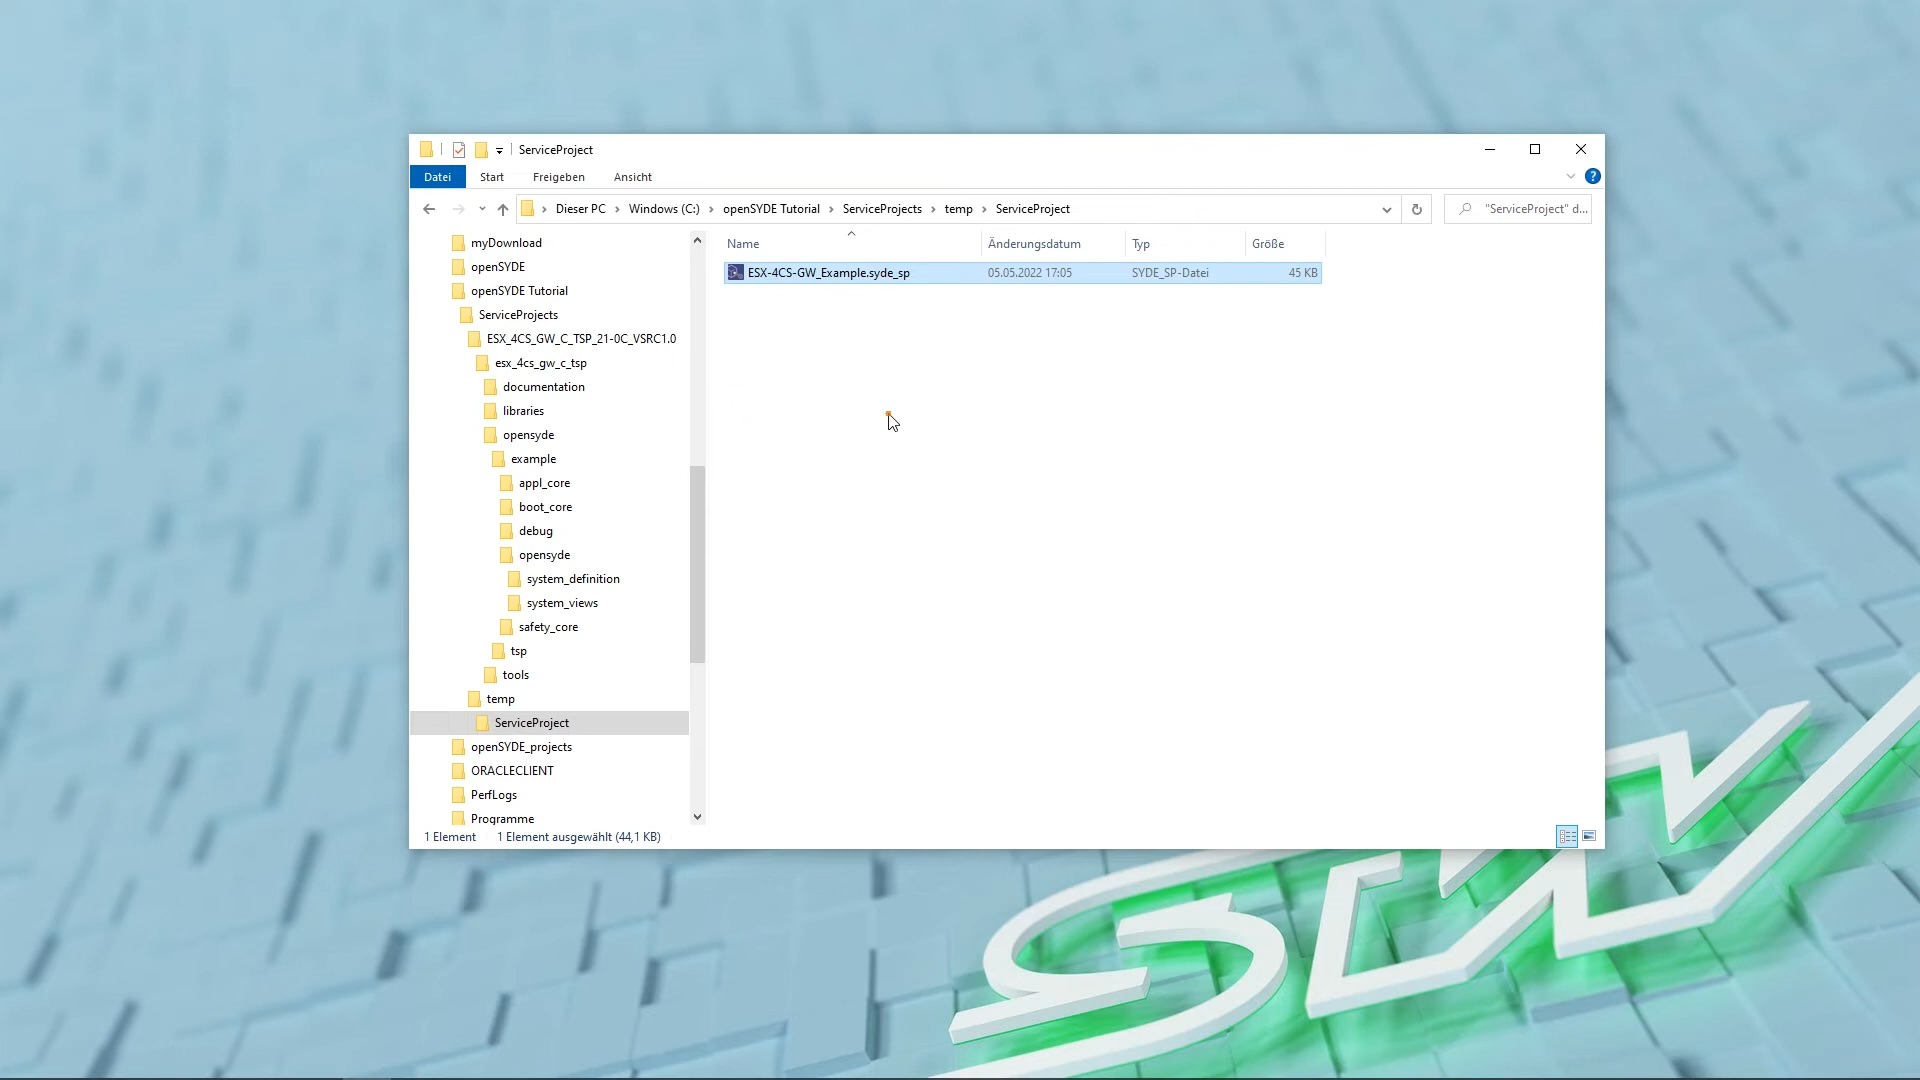 ServiceProject
Datei Start Freigeben Ansicht
Dieser PC Windows (C:) openSYDE Tutorial ServiceProjects temp ServiceProject
"ServiceProject" d...
Name Änderungsdatum Typ Größe
ESX-4CS-GW_Example.syde_sp 05.05.2022 17:05 SYDE_SP-Datei 45 KB
myDownload
openSYDE
openSYDE Tutorial
ServiceProjects
ESX_4CS_GW_C_TSP_21-0C_VSRC1.0
esx_4cs_gw_c_tsp
documentation
libraries
opensyde
example
appl_core
boot_core
debug
opensyde
system_definition
system_views
safety_core
tsp
tools
temp
ServiceProject
openSYDE_projects
ORACLECLIENT
PerfLogs
Programme
1 Element 1 Element ausgewählt (44,1 KB)